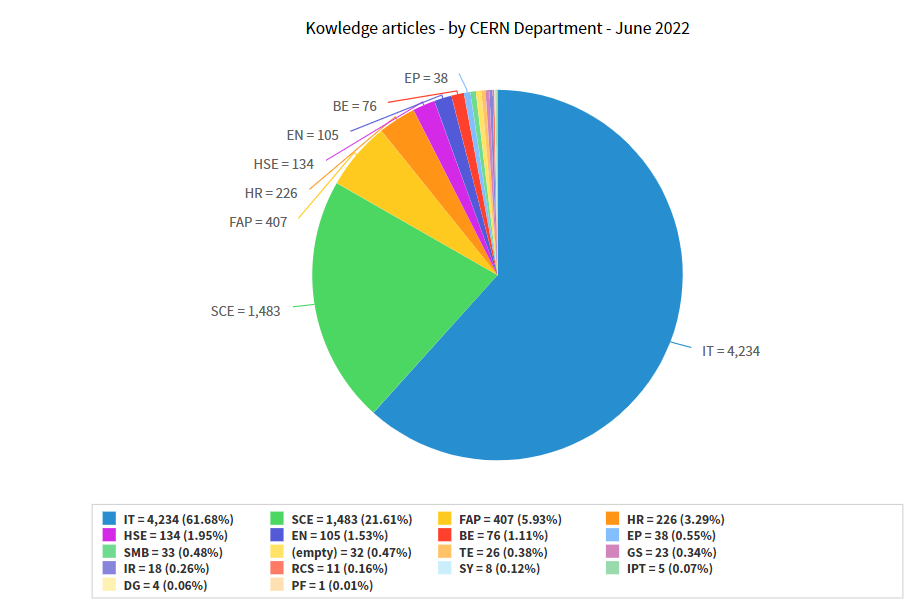 Kowledge articles - by CERN Department - June 2022
EP = 38
BE = 76
EN = 105
HSE = 134
HR = 226
FAP = 407
SCE = 1,483
IT = 4,234
IT = 4,234 (61.68%) SCE = 1,483 (21.61%) FAP = 407 (5.93%) HR = 226 (3.29%)
HSE = 134 (1.95%) EN = 105 (1.53%) BE = 76 (1.11%) EP = 38 (0.55%)
SMB = 33 (0.48%) (empty) = 32 (0.47%) TE = 26 (0.38%) GS = 23 (0.34%)
IR = 18 (0.26%) RCS = 11 (0.16%) SY = 8 (0.12%) IPT = 5 (0.07%)
DG = 4 (0.06%) PF = 1 (0.01%)